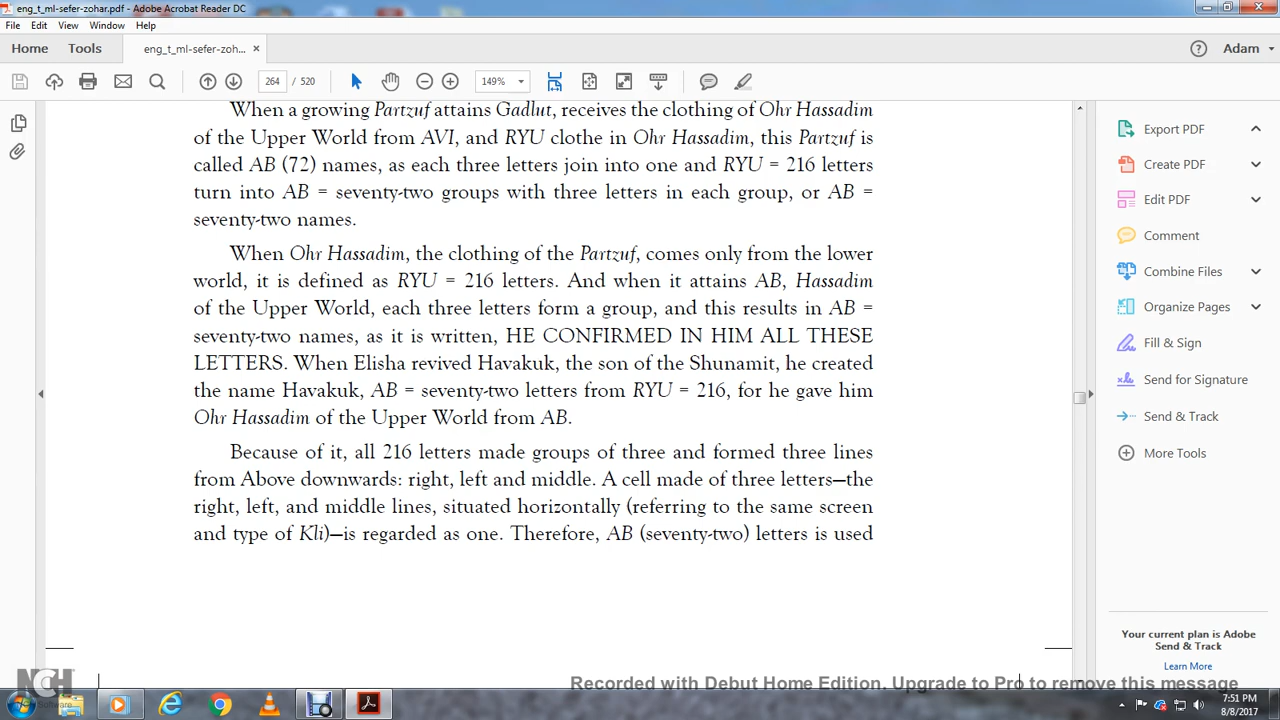 eng_t_ml-sefer-zohar.pdf - Adobe Acrobat Reader DC
File Edit View Window Help
Home Tools eng_t_ml-sefer-zoh... × Adam
264 / 520 149%
When a growing Partzuf attains Gadlut, receives the clothing of Ohr Hassadim
of the Upper World from AVI, and RYU clothe in Ohr Hassadim, this Partzuf is
called AB (72) names, as each three letters join into one and RYU = 216 letters
turn into AB = seventy-two groups with three letters in each group, or AB =
seventy-two names.
When Ohr Hassadim, the clothing of the Partzuf, comes only from the lower
world, it is defined as RYU = 216 letters. And when it attains AB, Hassadim
of the Upper World, each three letters form a group, and this results in AB =
seventy-two names, as it is written, HE CONFIRMED IN HIM ALL THESE
LETTERS. When Elisha revived Havakuk, the son of the Shunamit, he created
the name Havakuk, AB = seventy-two letters from RYU = 216, for he gave him
Ohr Hassadim of the Upper World from AB.
Because of it, all 216 letters made groups of three and formed three lines
from Above downwards: right, left and middle. A cell made of three letters—the
right, left, and middle lines, situated horizontally (referring to the same screen
and type of Kli)—is regarded as one. Therefore, AB (seventy-two) letters is used
Export PDF
Create PDF
Edit PDF
Comment
Combine Files
Organize Pages
Fill & Sign
Send for Signature
Send & Track
More Tools
Your current plan is Adobe
Send & Track
Learn More
NCH
Software
Recorded with Debut Home Edition. Upgrade to Pro to remove this message
7:51 PM
8/8/2017